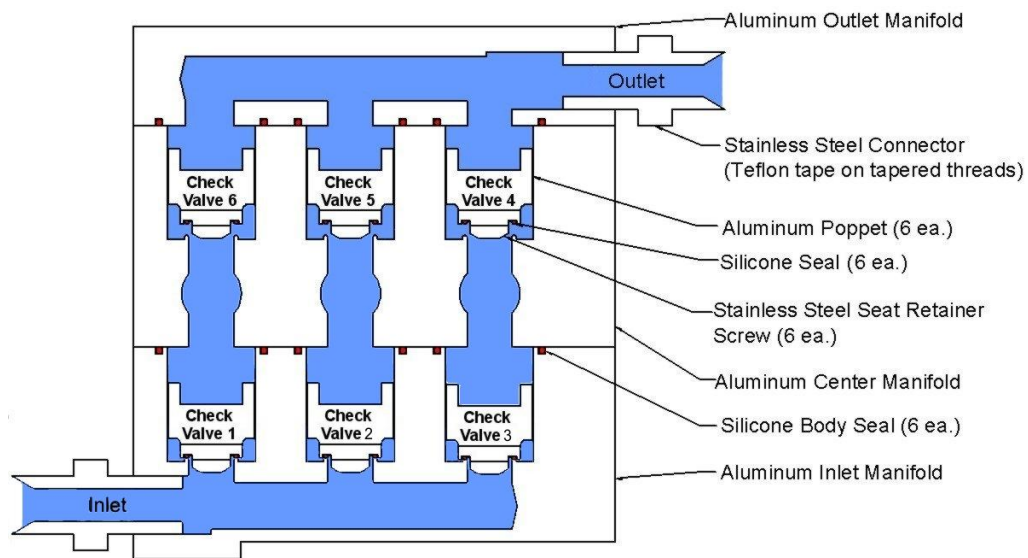 Aluminum Outlet Manifold
Outlet
Stainless Steel Connector
(Teflon tape on tapered threads)
Check
Valve 6
Check
Valve 5
Check
Valve 4
Aluminum Poppet (6 ea.)
Silicone Seal (6 ea.)
Stainless Steel Seat Retainer
Screw (6 ea.)
Aluminum Center Manifold
Check
Valve 1
Check
Valve 2
Check
Valve 3
Silicone Body Seal (6 ea.)
Aluminum Inlet Manifold
Inlet